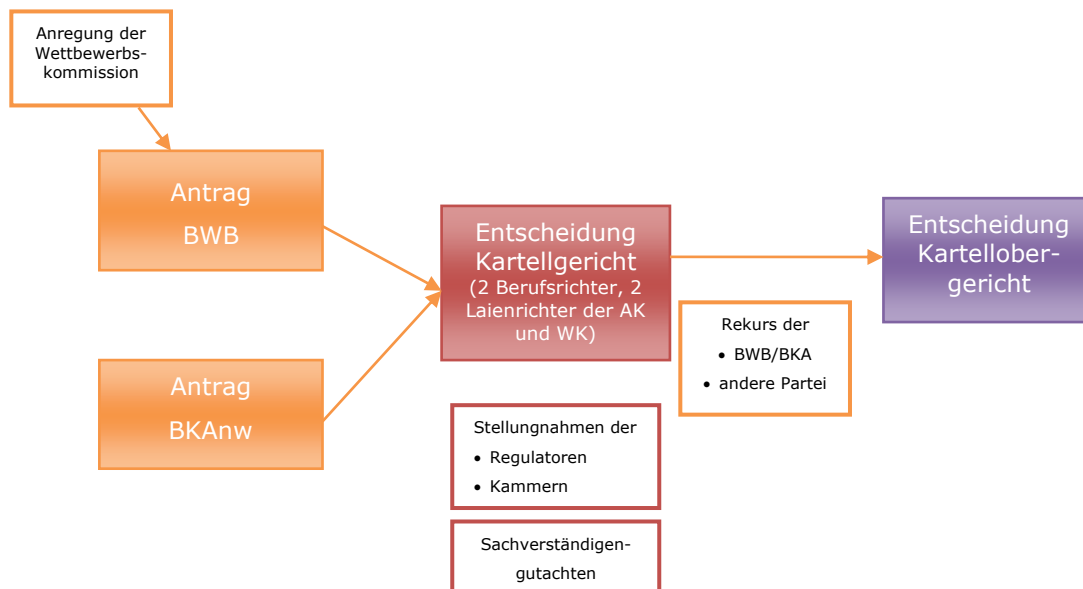 Anregung der
Wettbewerbs-
kommission
Antrag
BWB
Antrag
BKAnw
Entscheidung
Kartellgericht
(2 Berufsrichter, 2
Laienrichter der AK
und WK)
Stellungnahmen der
• Regulatoren
• Kammern
Sachverständigen-
gutachten
Rekurs der
• BWB/BKA
• andere Partei
Entscheidung
Kartellober-
gericht